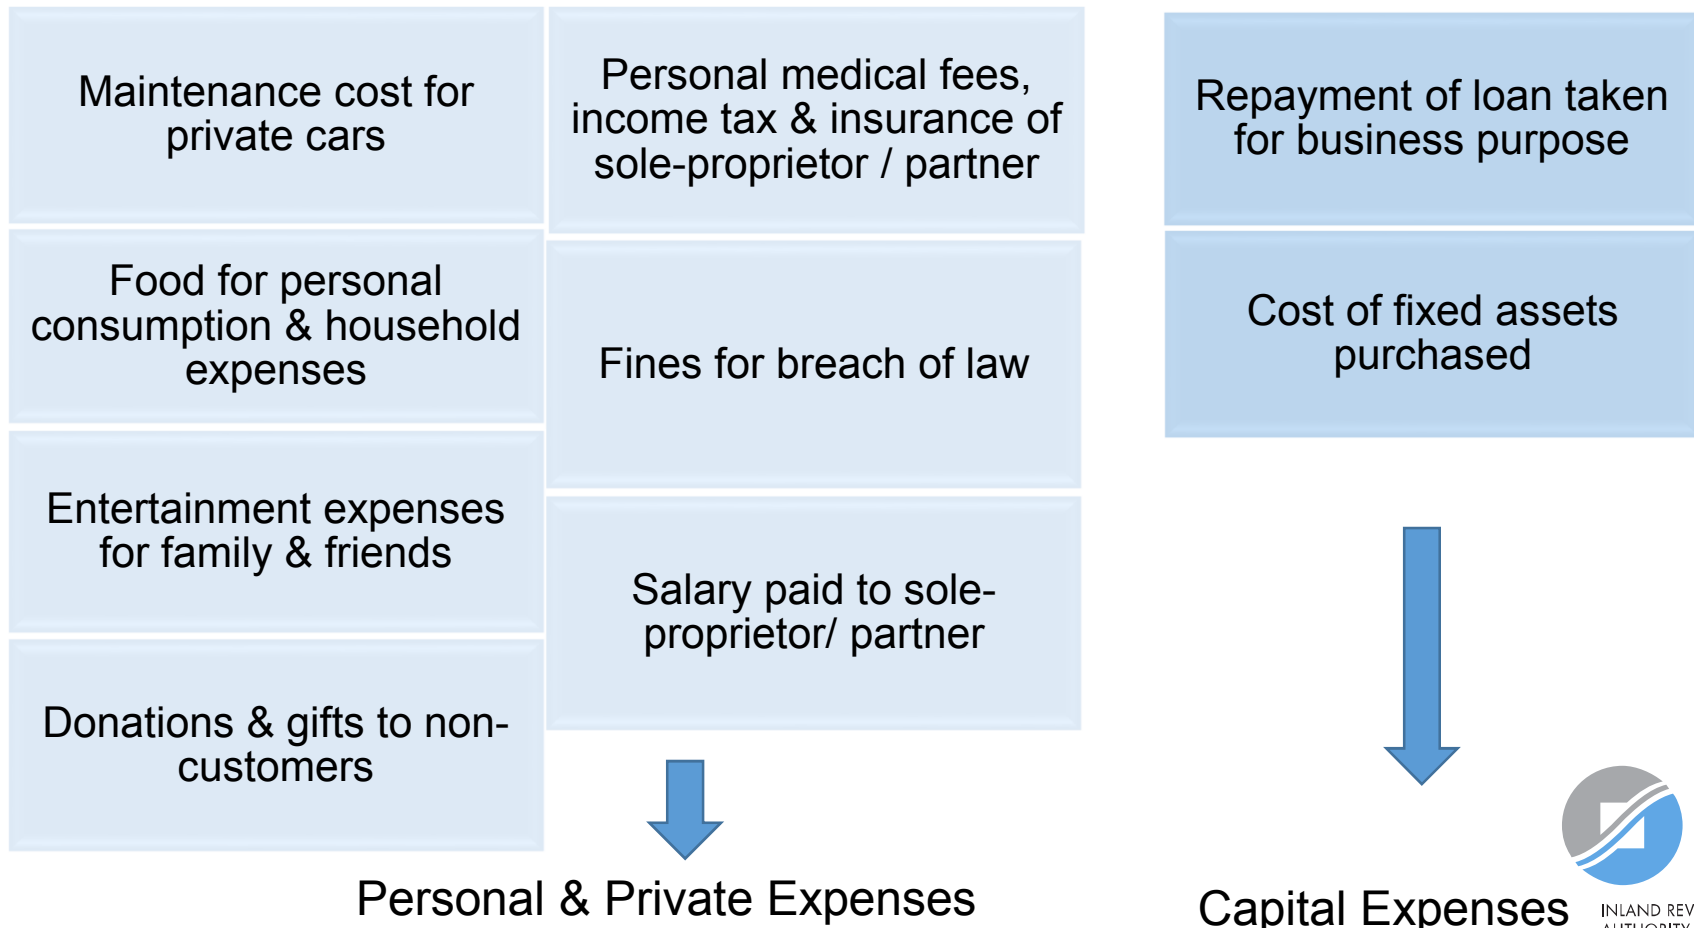 Maintenance cost for
private cars
Food for personal
consumption & household
expenses
Entertainment expenses
for family & friends
Donations & gifts to non-
customers
Personal medical fees,
income tax & insurance of
sole-proprietor / partner
Fines for breach of law
Salary paid to sole-
proprietor/ partner
Personal & Private Expenses
Repayment of loan taken
for business purpose
Cost of fixed assets
purchased
Capital Expenses
INLAND REV
AUTHORITY